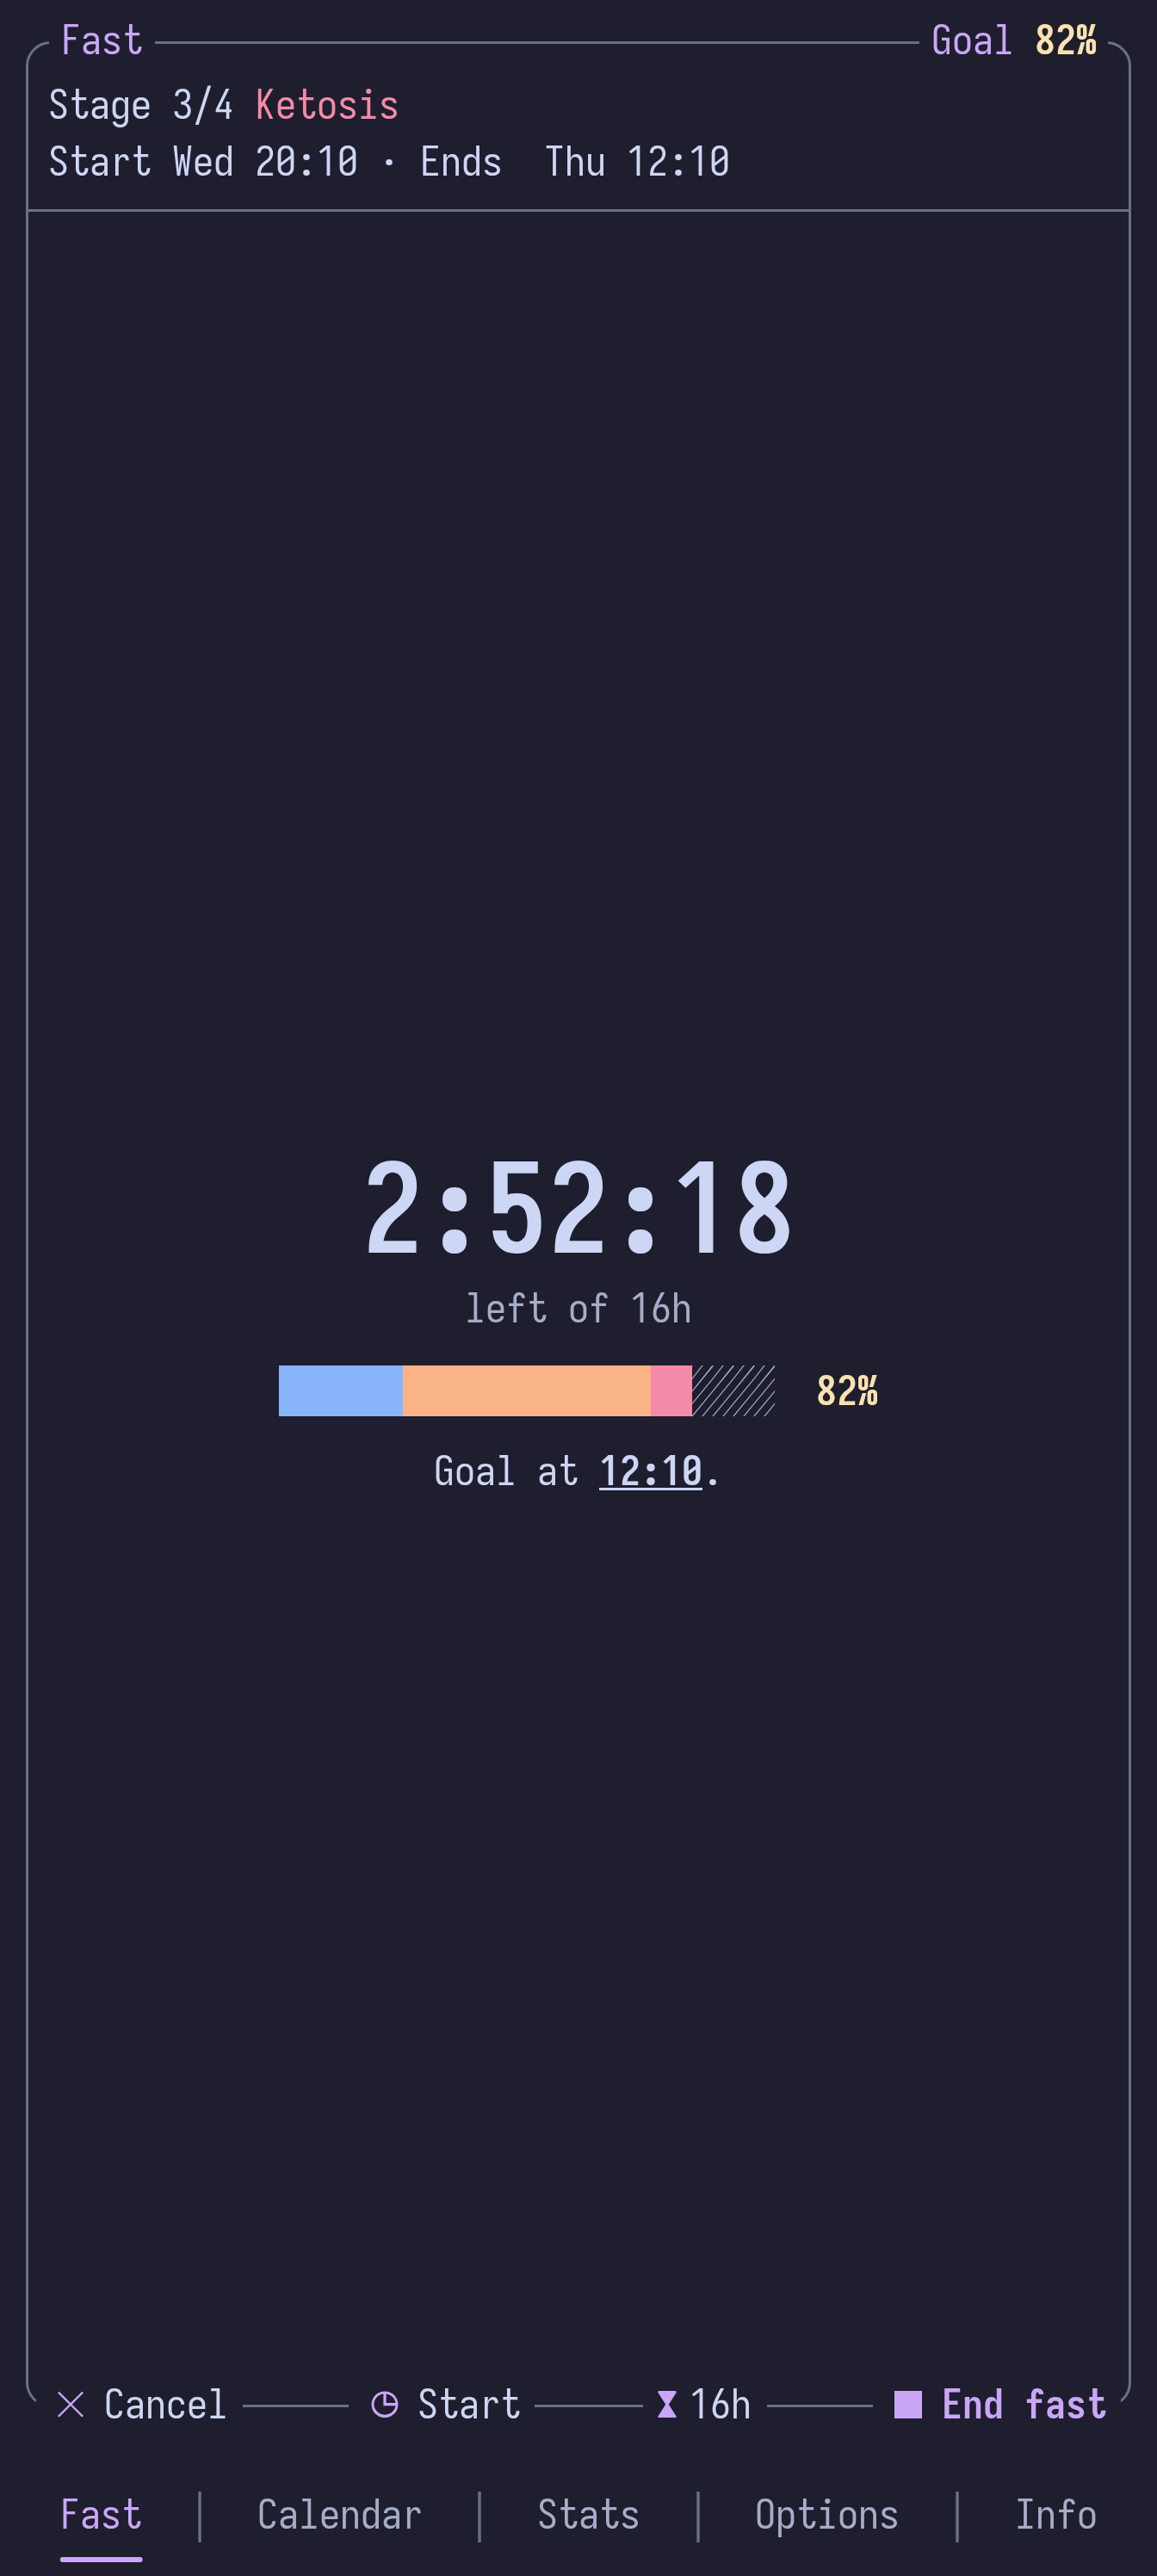 Fast Goal 82%
Stage 3/4 Ketosis
Start Wed 20:10 · Ends Thu 12:10
2:52:18
left of 16h
82%
Goal at 12:10.
Cancel Start 16h End fast
Fast Calendar Stats Options Info